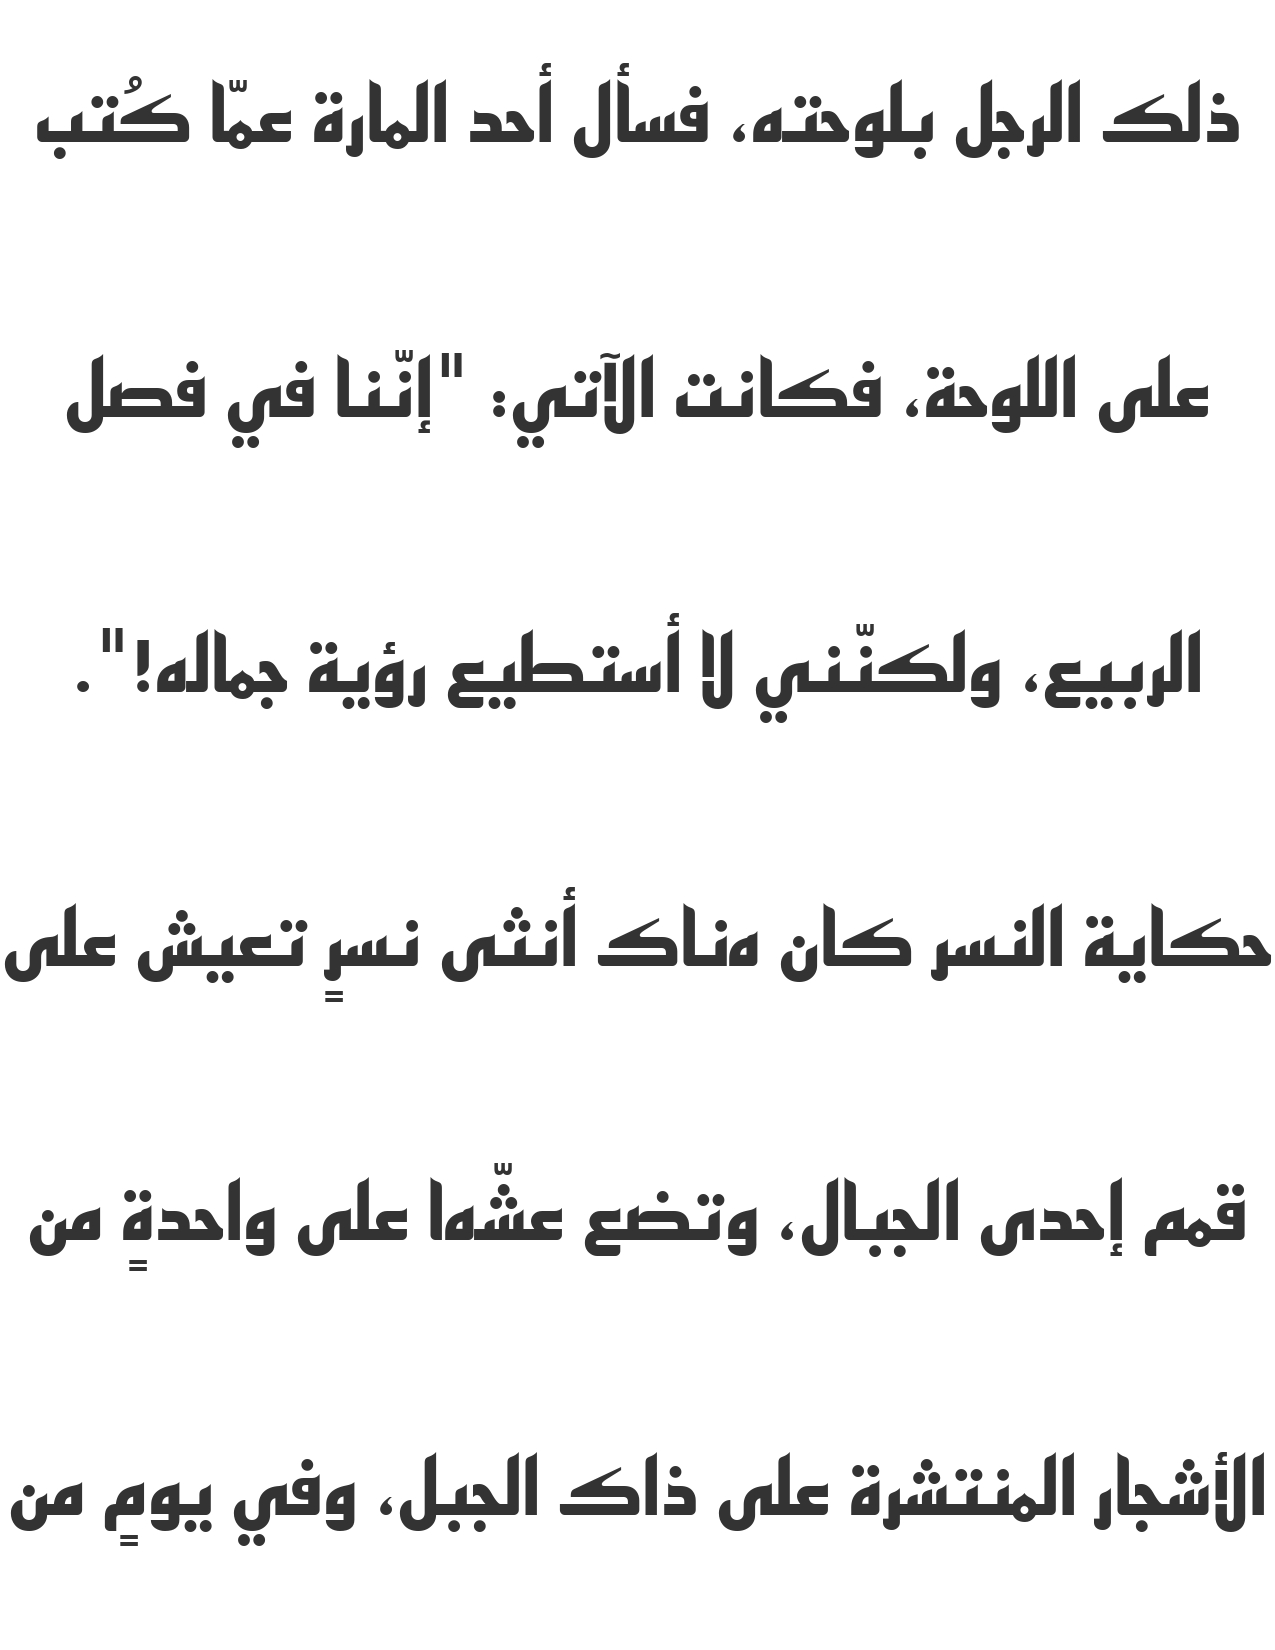 ذلك الرجل بلوحته، فسأل أحد المارة عمّا كُتب
على اللوحة، فكانت الآتي: "إنّنا في فصل
الربيع، ولكنّني لا أستطيع رؤية جماله!".
حكاية النسر كان هناك أنثى نسرٍ تعيش على
قمم إحدى الجبال، وتضع عشّها على واحدةٍ من
الأشجار المنتشرة على ذاك الجبل، وفي يومٍ من